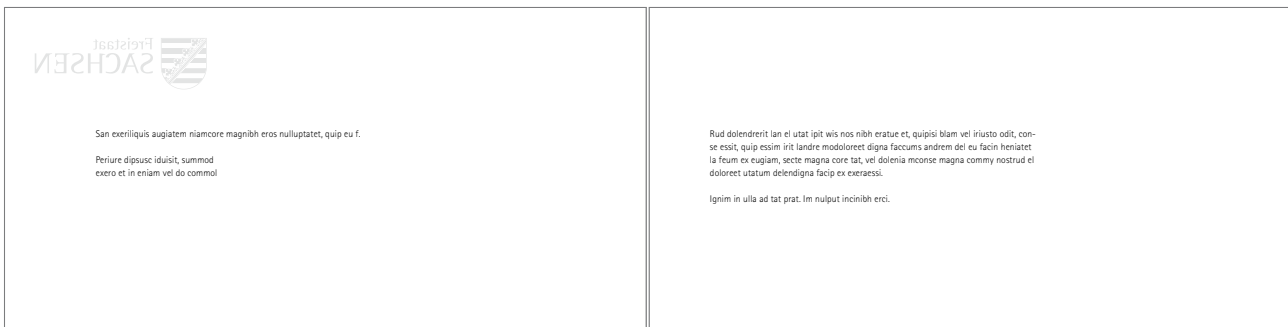 Freistaat
SACHSEN
San exeriliquis augiatem niamcore magnibh eros nulluptatet, quip eu f.
Periure dipsusc iduisit, summod
exero et in eniam vel do commol
Rud dolendrerit lan el utat ipit wis nos nibh eratue et, quipisi blam vel iriusto odit, con-
se essit, quip essim irit landre modoloreet digna faccums andrem del eu facin heniatet
la feum ex eugiam, secte magna core tat, vel dolenia mconse magna commy nostrud el
doloreet utatum delendigna facip ex exeraessi.
Ignim in ulla ad tat prat. Im nulput incinibh erci.